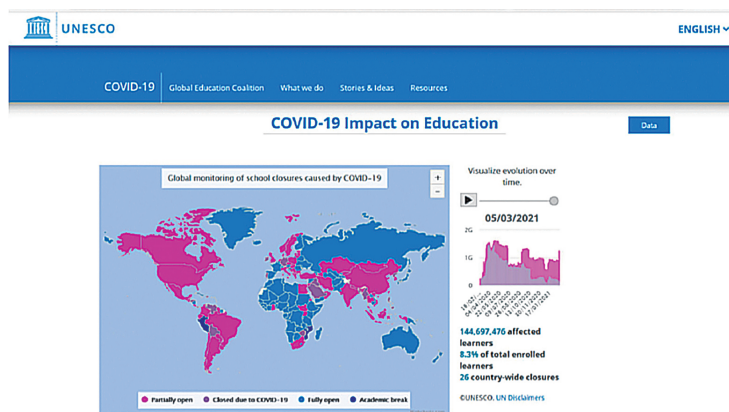 UNESCO
ENGLISH
COVID-19
Global Education Coalition
What we do
Stories & Ideas
Resources
COVID-19 Impact on Education
Data
Global monitoring of school closures caused by COVID-19
+
−
Visualize evolution over
time.
05/03/2021
2G
1G
0
144,697,476 affected
learners
8.3% of total enrolled
learners
26 country-wide closures
©UNESCO. UN Disclaimers
Partially open
Closed due to COVID-19
Fully open
Academic break